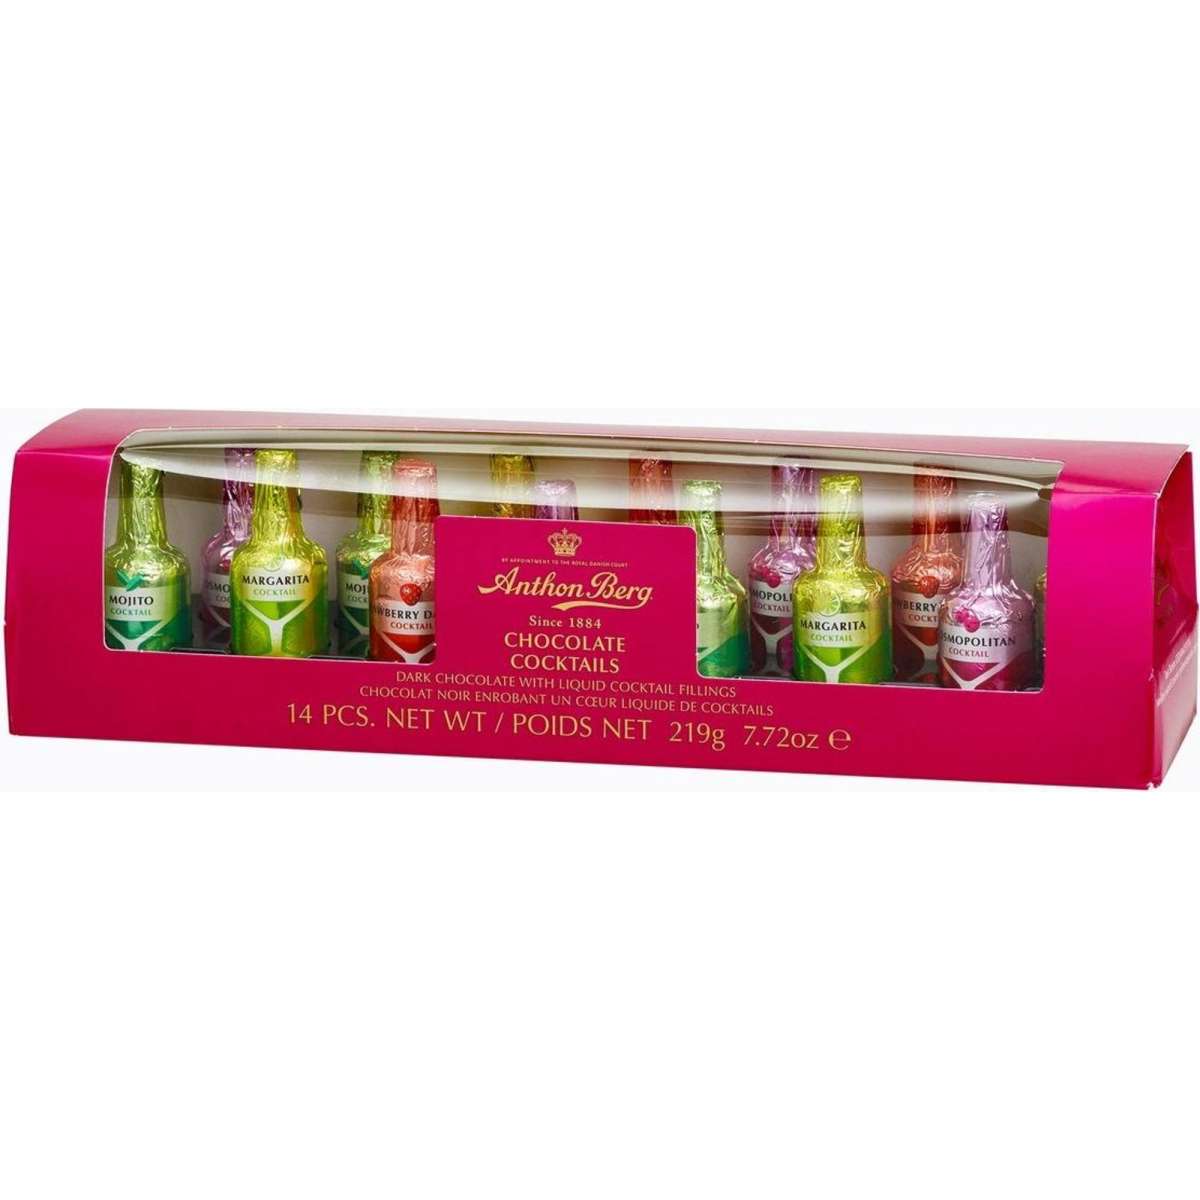 BY APPOINTMENT TO THE ROYAL DANISH COURT
Anthon Berg
Since 1884
CHOCOLATE
COCKTAILS
DARK CHOCOLATE WITH LIQUID COCKTAIL FILLINGS
CHOCOLAT NOIR ENROBANT UN CŒUR LIQUIDE DE COCKTAILS
14 PCS. NET WT / POIDS NET 219g 7.72oz ℮
MOJITO
COCKTAIL
MARGARITA
COCKTAIL
COCKTAIL
COCKTAIL
MARGARITA
COCKTAIL
COCKTAIL
COCKTAIL